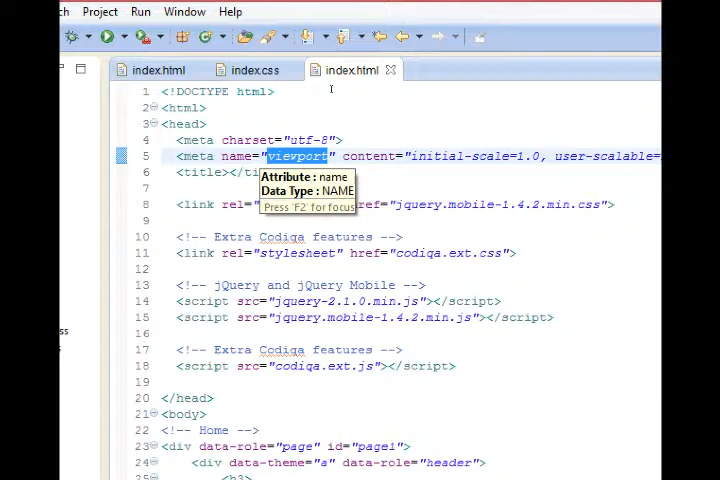 Project Run Window Help
index.html index.css index.html
1 <!DOCTYPE html>
2 <html>
3 <head>
4 <meta charset="utf-8">
5 <meta name="viewport" content="initial-scale=1.0, user-scalable=
6 <title></ti
Attribute : name
7
Data Type : NAME
8 <link rel=" ref="jquery.mobile-1.4.2.min.css">
Press 'F2' for focus
9
10 <!-- Extra Codiqa features -->
11 <link rel="stylesheet" href="codiqa.ext.css">
12
13 <!-- jQuery and jQuery Mobile -->
14 <script src="jquery-2.1.0.min.js"></script>
15 <script src="jquery.mobile-1.4.2.min.js"></script>
16
17 <!-- Extra Codiqa features -->
18 <script src="codiqa.ext.js"></script>
19
20 </head>
21 <body>
22 <!-- Home -->
23 <div data-role="page" id="page1">
24 <div data-theme="a" data-role="header">
25 <h3>